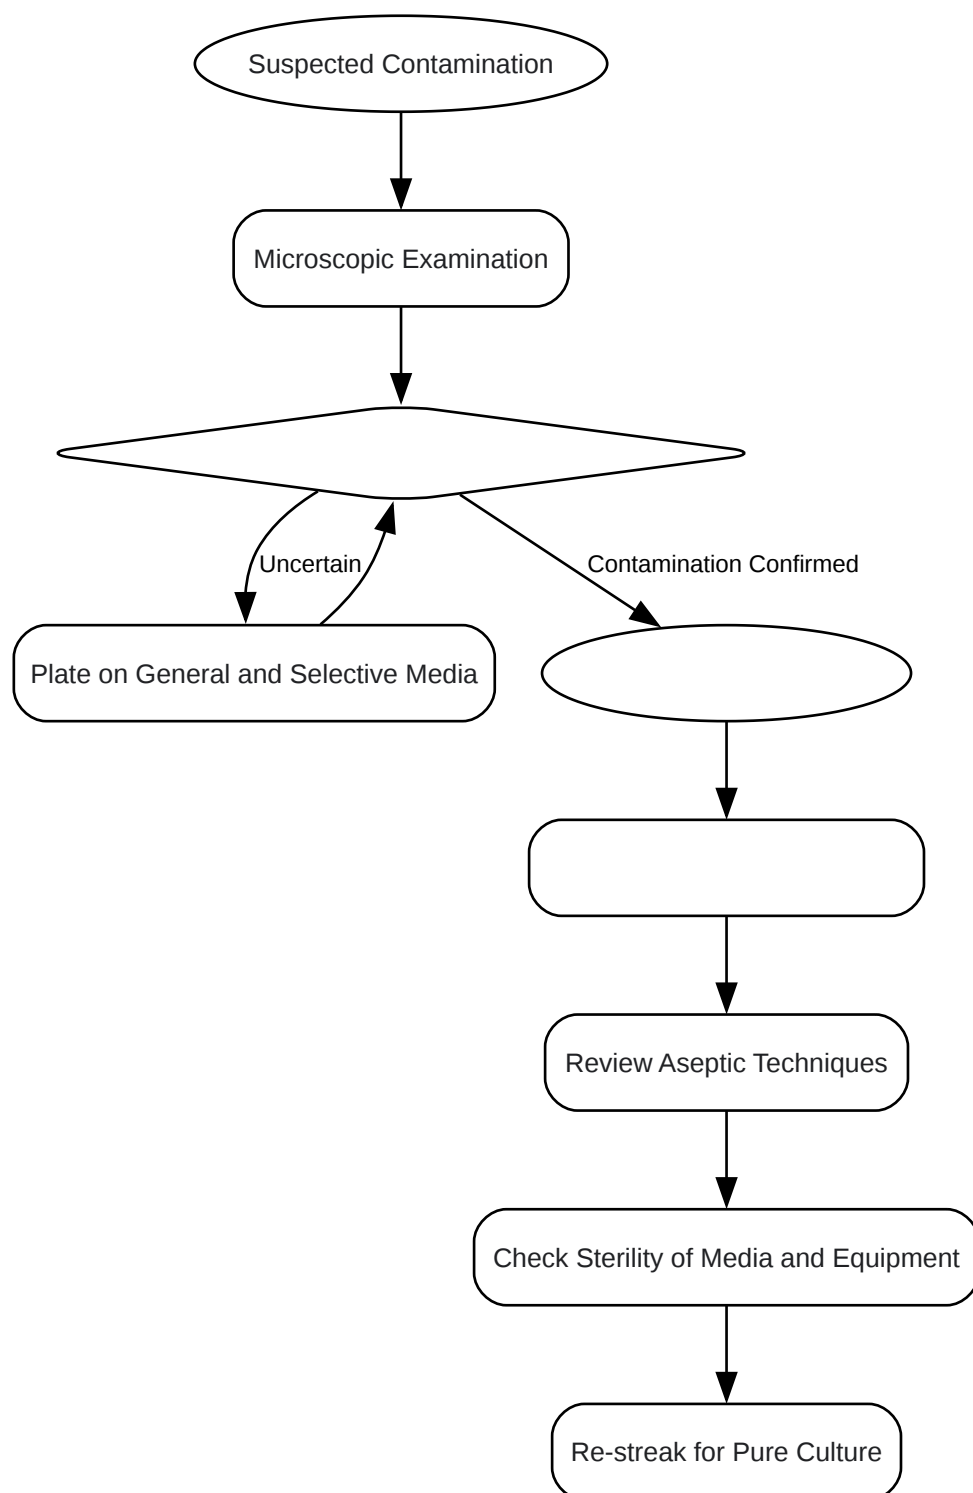 Suspected Contamination
Microscopic Examination
Uncertain
Contamination Confirmed
Plate on General and Selective Media
Review Aseptic Techniques
Check Sterility of Media and Equipment
Re-streak for Pure Culture